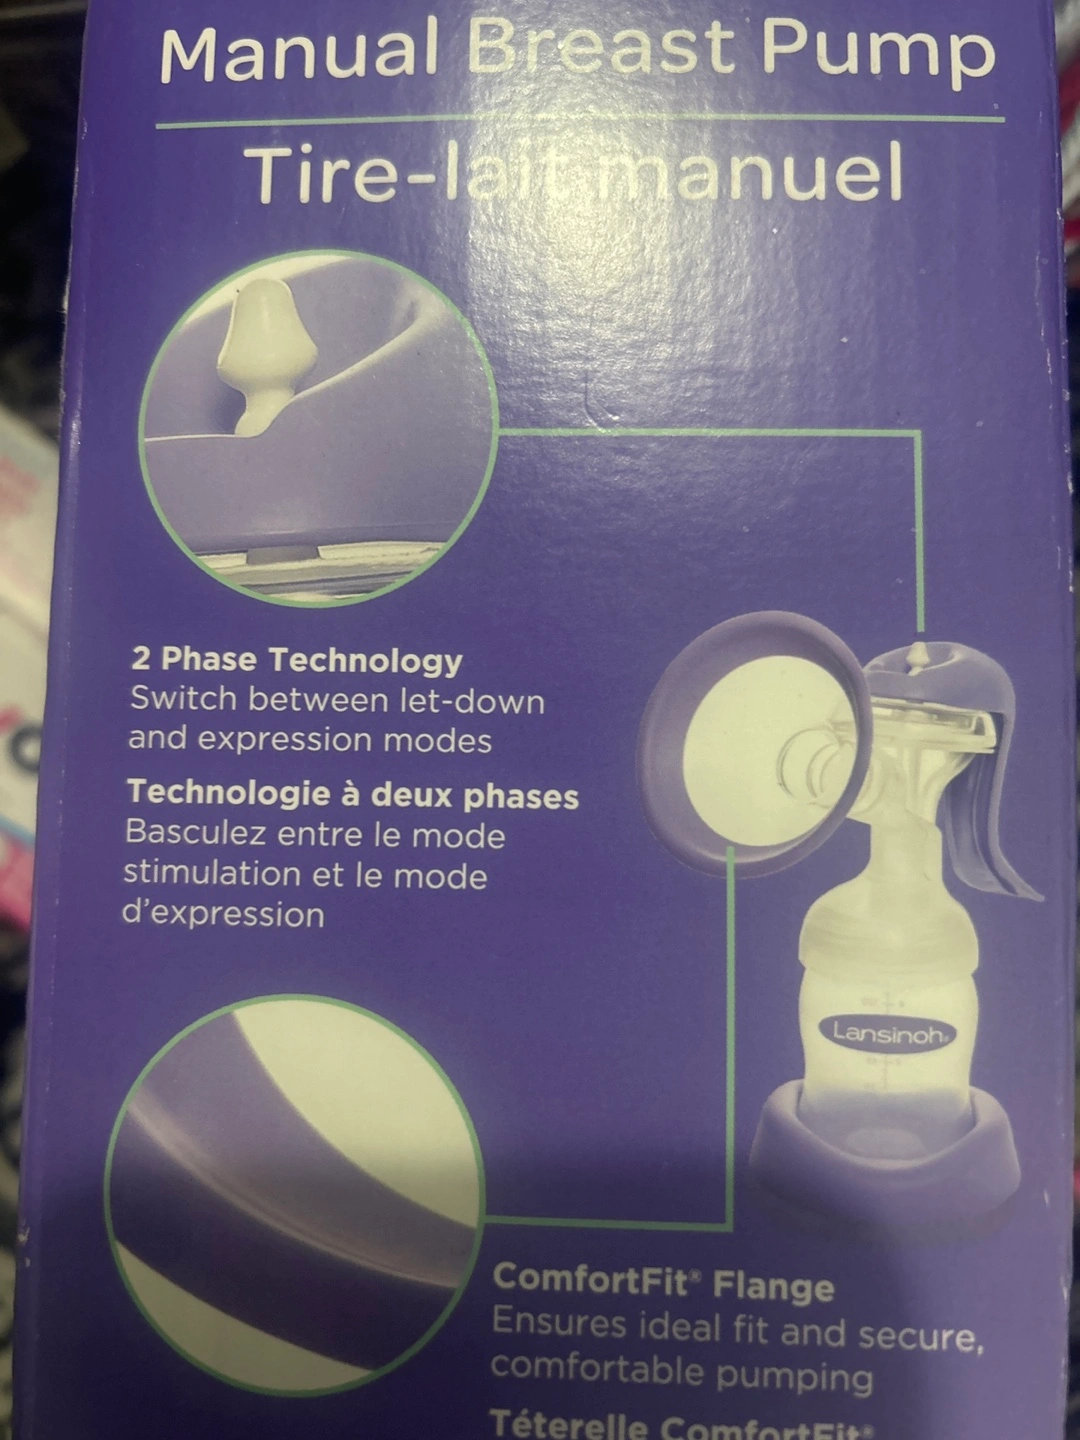 Manual Breast Pump
Tire-lait manuel
2 Phase Technology
Switch between let-down
and expression modes
Technologie à deux phases
Basculez entre le mode
stimulation et le mode
d'expression
Lansinoh®
ComfortFit® Flange
Ensures ideal fit and secure,
comfortable pumping
Téterelle ComfortFit®